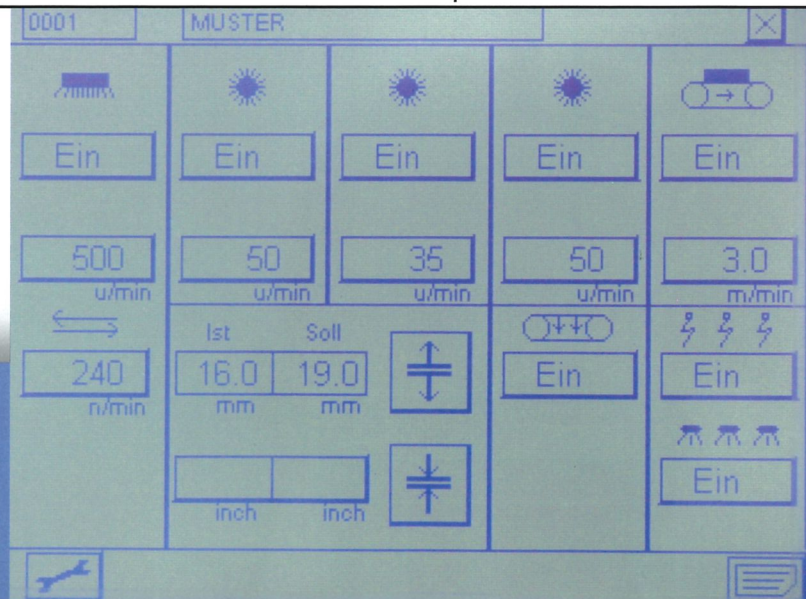 0001 MUSTER
Ein Ein Ein Ein Ein
500 50 35 50 3.0
u/min u/min u/min u/min m/min
Ist Soll
240 16.0 19.0 Ein Ein
n/min mm mm
Ein
inch inch